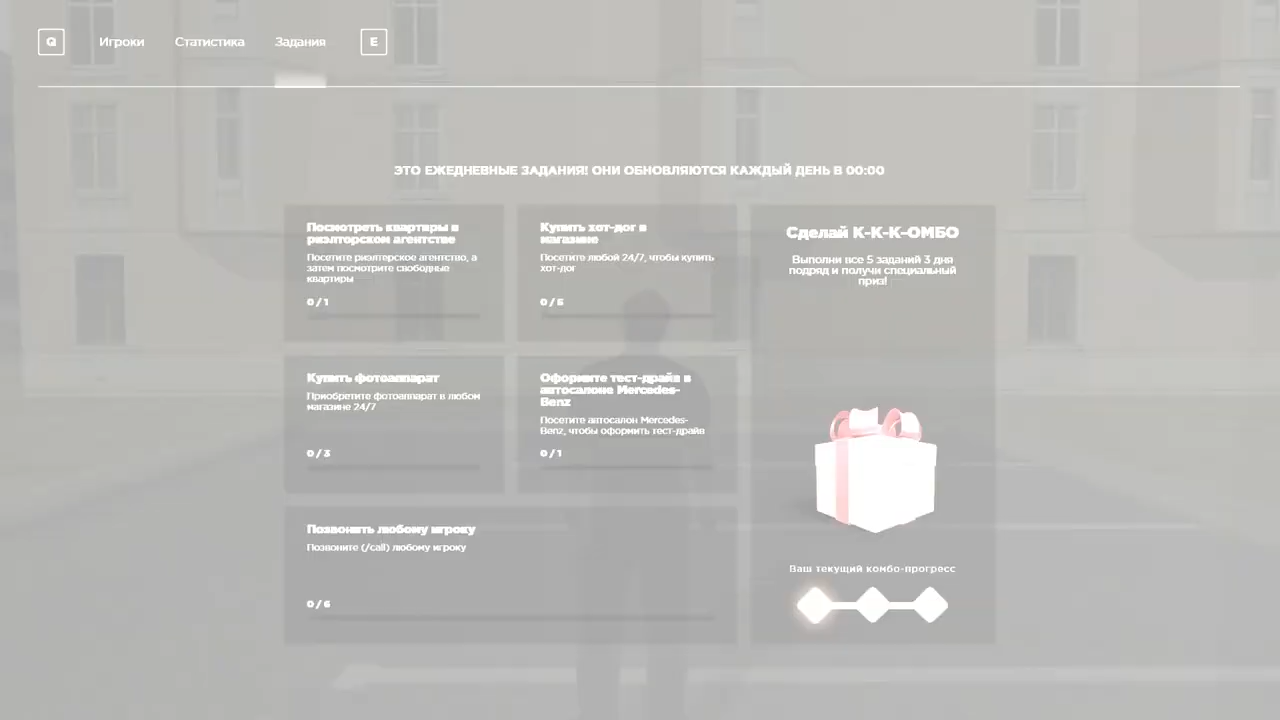 Q Игроки Статистика Задания E
ЭТО ЕЖЕДНЕВНЫЕ ЗАДАНИЯ! ОНИ ОБНОВЛЯЮТСЯ КАЖДЫЙ ДЕНЬ В 00:00
Посмотреть квартиры в
риэлторском агентстве
Посетите риэлторское агентство, а
затем посмотрите свободные
квартиры
0 / 1
Купить хот-дог в
магазине
Посетите любой 24/7, чтобы купить
хот-дог
0 / 6
Купить фотоаппарат
Приобретите фотоаппарат в любом
магазине 24/7
0 / 3
Оформите тест-драйв в
автосалоне Mercedes-
Benz
Посетите автосалон Mercedes-
Benz, чтобы оформить тест-драйв
0 / 1
Позвонить любому игроку
Позвоните (/call) любому игроку
0 / 6
Сделай К-К-К-ОМБО
Выполни все 5 заданий 3 дня
подряд и получи специальный
приз!
Ваш текущий комбо-прогресс